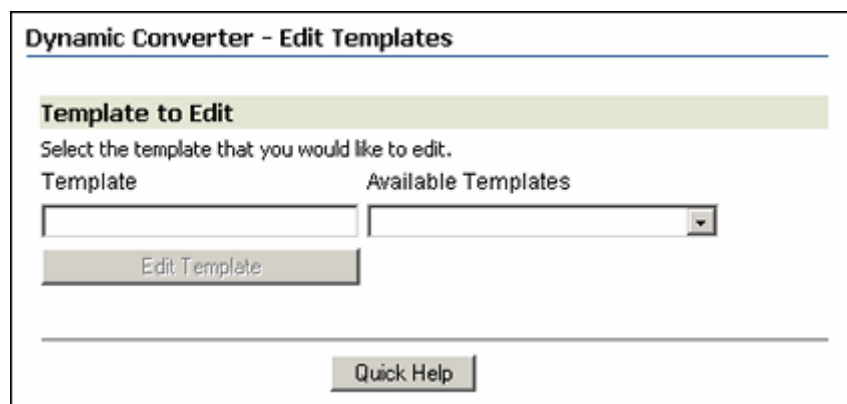 Dynamic Converter - Edit Templates
Template to Edit
Select the template that you would like to edit.
Template Available Templates
Edit Template
Quick Help